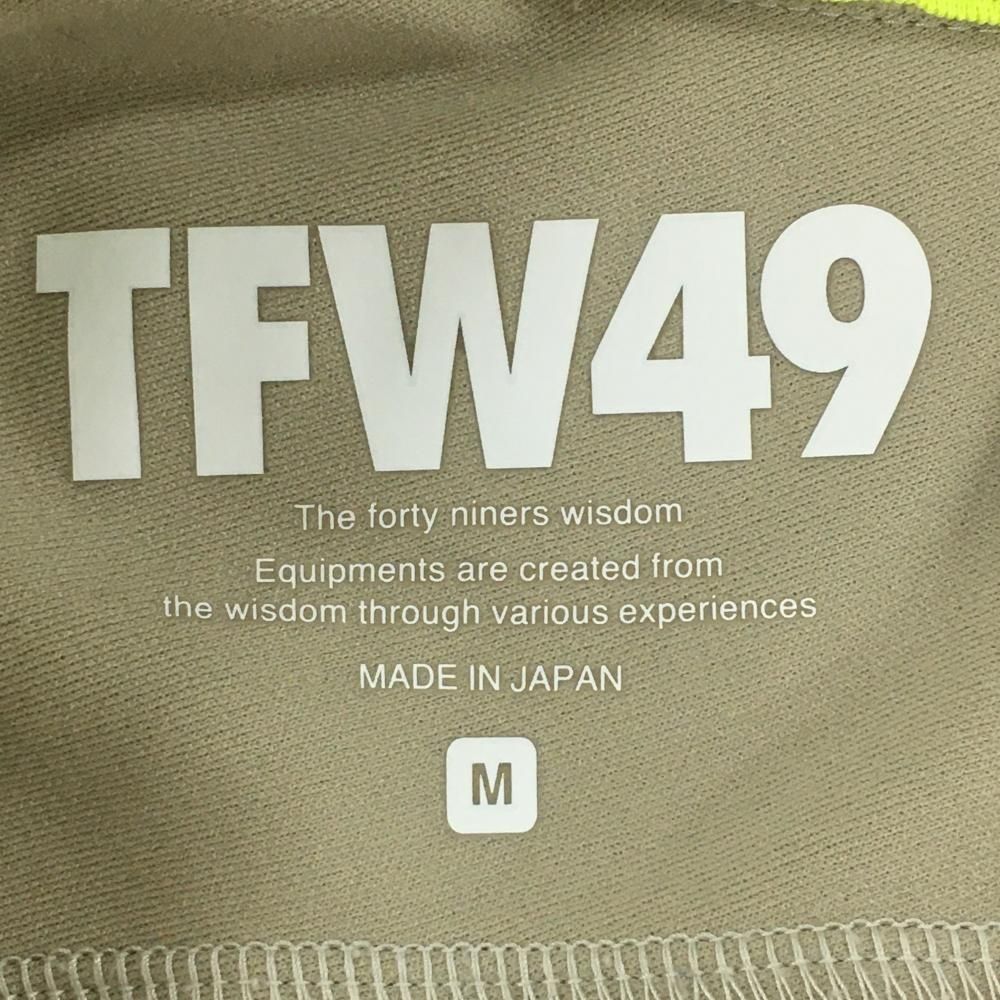 TFW49
The forty niners wisdom
Equipments are created from
the wisdom through various experiences
MADE IN JAPAN
M